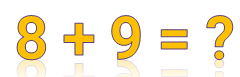 8 + 9 = ?